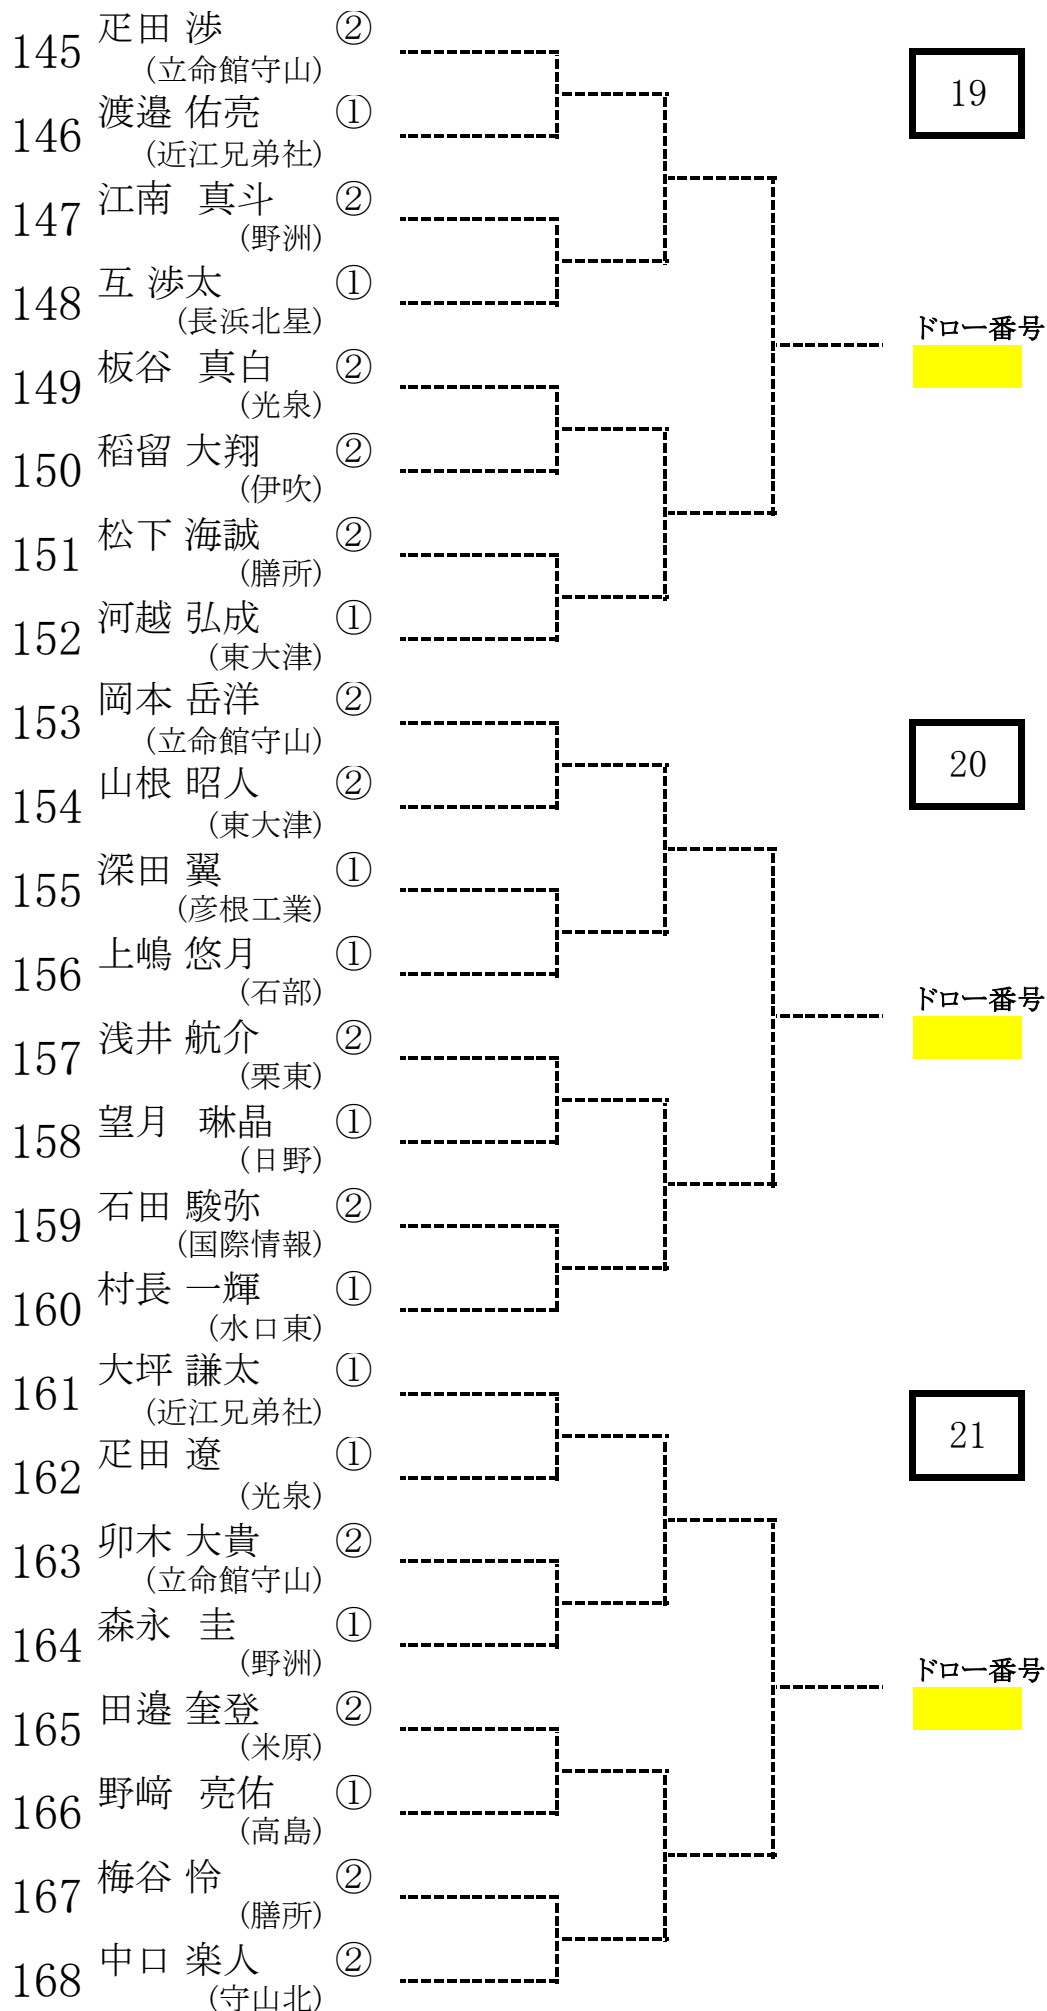 疋田 渉 ②
145
(立命館守山)
19
渡邉 佑亮 ①
146
(近江兄弟社)
江南 真斗 ②
147
(野洲)
互 渉太 ①
148
(長浜北星)
ドロー番号
板谷 真白 ②
149
(光泉)
稻留 大翔 ②
150
(伊吹)
松下 海誠 ②
151
(膳所)
河越 弘成 ①
152
(東大津)
岡本 岳洋 ②
153
(立命館守山)
20
山根 昭人 ②
154
(東大津)
深田 翼 ①
155
(彦根工業)
上嶋 悠月 ①
156
(石部)
ドロー番号
浅井 航介 ②
157
(栗東)
望月 琳晶 ①
158
(日野)
石田 駿弥 ②
159
(国際情報)
村長 一輝 ①
160
(水口東)
大坪 謙太 ①
161
(近江兄弟社)
21
疋田 遼 ①
162
(光泉)
卯木 大貴 ②
163
(立命館守山)
森永 圭 ①
164
(野洲)
ドロー番号
田邉 奎登 ②
165
(米原)
野﨑 亮佑 ①
166
(高島)
梅谷 怜 ②
167
(膳所)
中口 楽人 ②
168
(守山北)